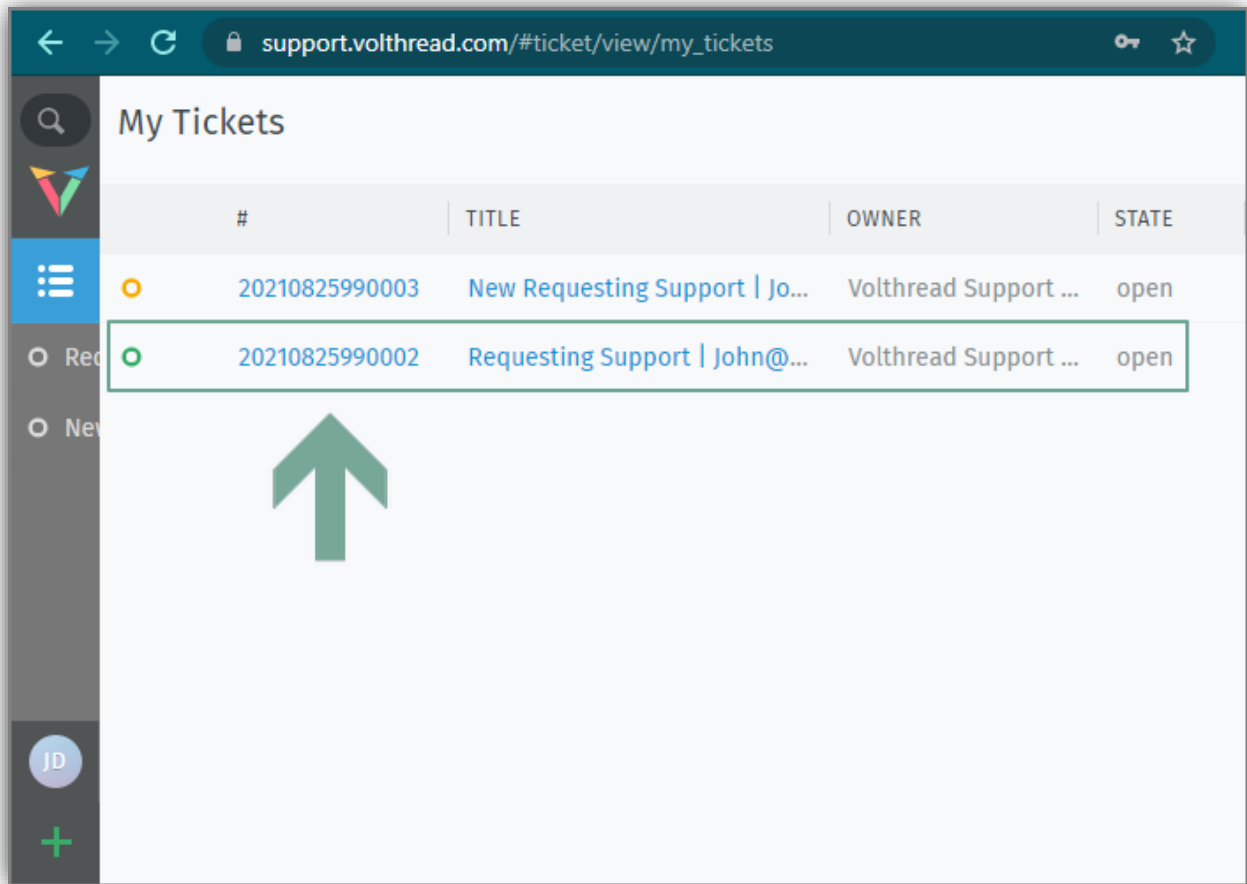 support.volthread.com/#ticket/view/my_tickets
My Tickets
# TITLE OWNER STATE
20210825990003 New Requesting Support | Jo... Volthread Support ... open
Rec 20210825990002 Requesting Support | John@... Volthread Support ... open
New
JD